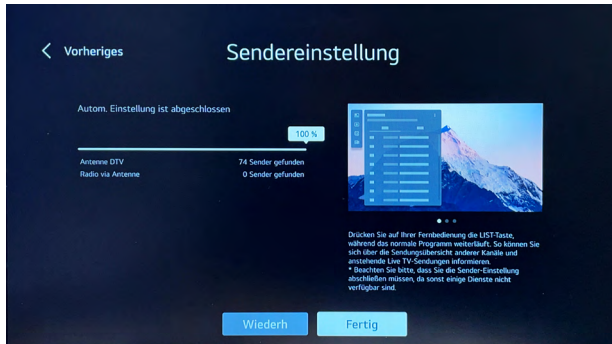 Vorheriges
Sendereinstellung
Autom. Einstellung ist abgeschlossen
100 %
Antenne DTV 74 Sender gefunden
Radio via Antenne 0 Sender gefunden
Drücken Sie auf Ihrer Fernbedienung die LIST-Taste,
während das normale Programm weiterläuft. So können Sie
sich über die Sendungsübersicht anderer Kanäle und
anstehende Live TV-Sendungen informieren.
* Beachten Sie bitte, dass Sie die Sender-Einstellung
abschließen müssen, da sonst einige Dienste nicht
verfügbar sind.
Wiederh
Fertig